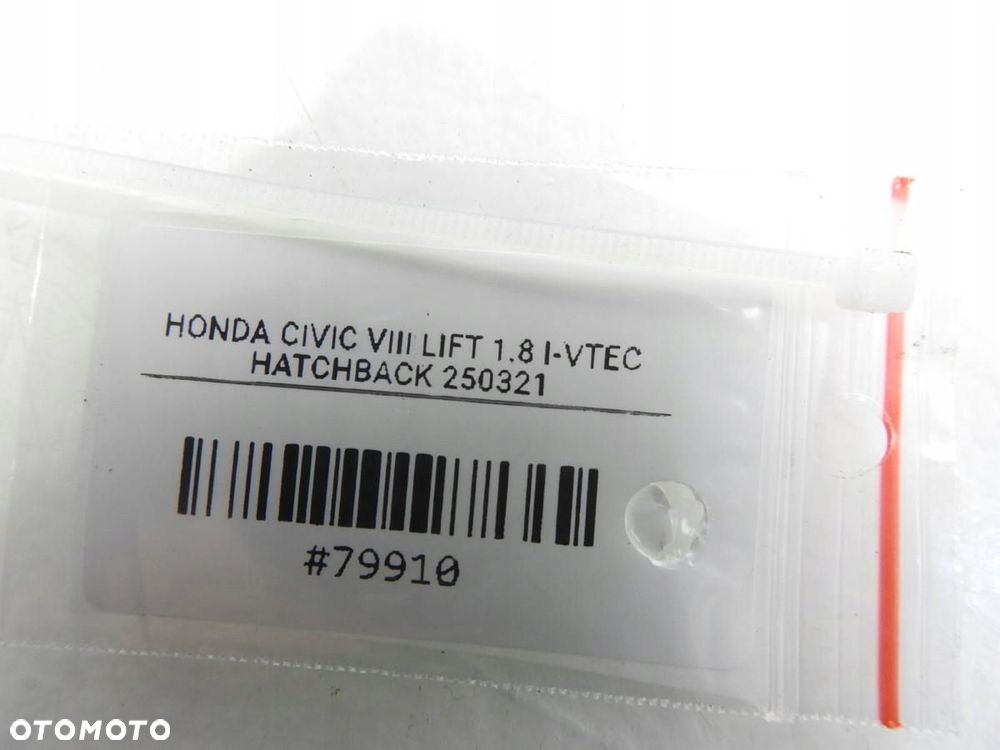 HONDA CIVIC VIII LIFT 1.8 I-VTEC
HATCHBACK 250321
#79910
OTOMOTO